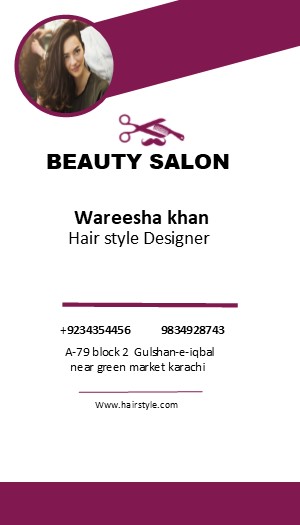 BEAUTY SALON
Wareesha khan
Hair style Designer
+9234354456 9834928743
A-79 block 2 Gulshan-e-iqbal
near green market karachi
Www.hairstyle.com